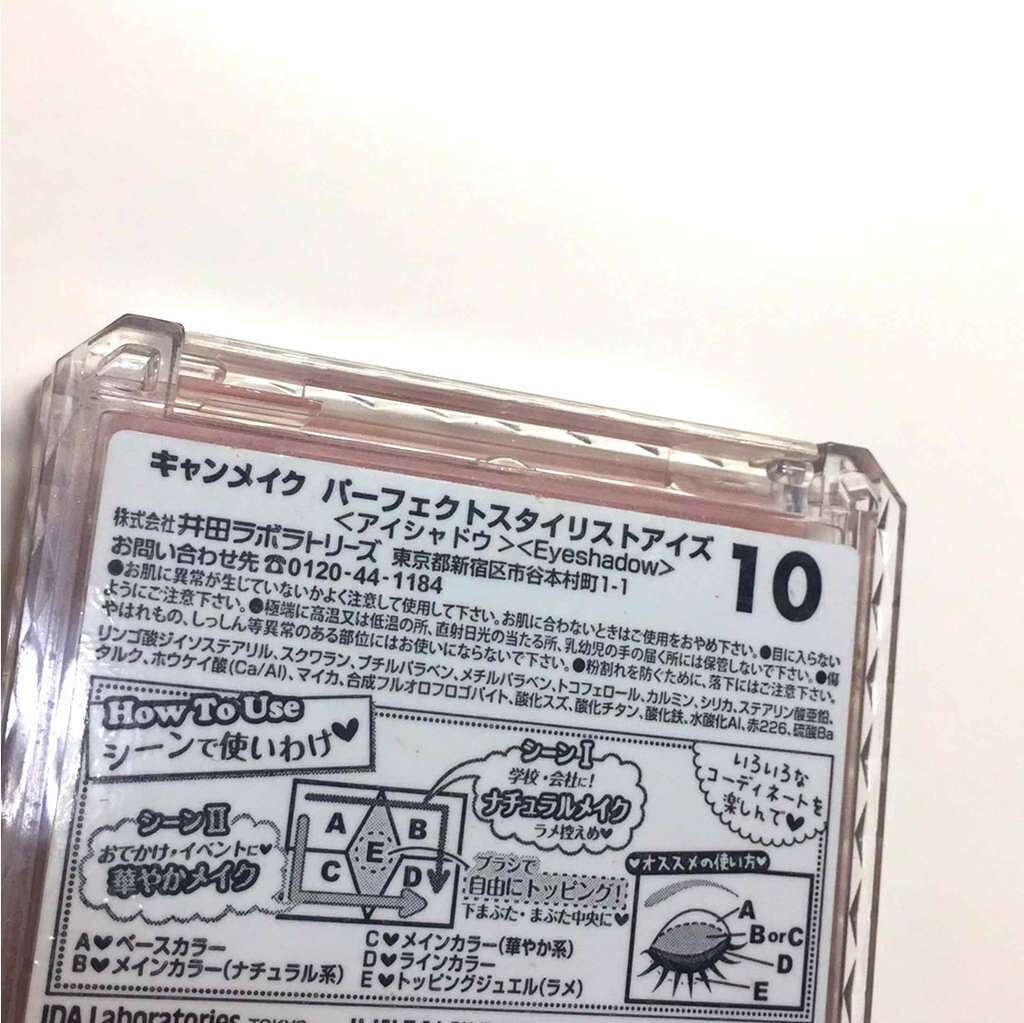 キャンメイク パーフェクトスタイリストアイズ
<アイシャドウ><Eyeshadow>
10
株式会社 井田ラボラトリーズ 東京都新宿区市谷本村町1-1
お問い合わせ先☎0120-44-1184
●お肌に異常が生じていないかよく注意して使用して下さい。お肌に合わないときはご使用をおやめ下さい。●目に入らない
ようにご注意下さい。●極端に高温又は低温の所、直射日光の当たる所、乳幼児の手の届く所には保管しないで下さい。●傷
やはれもの、しっしん等異常のある部位にはお使いにならないで下さい。●粉割れを防ぐために、落下にはご注意下さい。
リンゴ酸ジイソステアリル、スクワラン、ブチルパラベン、メチルパラベン、トコフェロール、カルミン、シリカ、ステアリン酸亜鉛、
タルク、ホウケイ酸(Ca/Al)、マイカ、合成フルオロフロゴパイト、酸化スズ、酸化チタン、酸化鉄、水酸化Al、赤226、硫酸Ba
How To Use
シーンで使いわけ♥
シーンI
学校・会社に!
ナチュラルメイク
ラメ控えめ♥
いろいろな
コーディネートを
楽しんで♥
シーンII
おでかけ・イベントに♥
華やかメイク
A
B
C
D
E
ブラシで
自由にトッピング!
下まぶた・まぶた中央に♥
♥オススメの使い方♥
A
B or C
D
E
A♥ベースカラー
B♥メインカラー(ナチュラル系)
C♥メインカラー(華やか系)
D♥ラインカラー
E♥トッピングジュエル(ラメ)
IDA Laboratories TOKYO